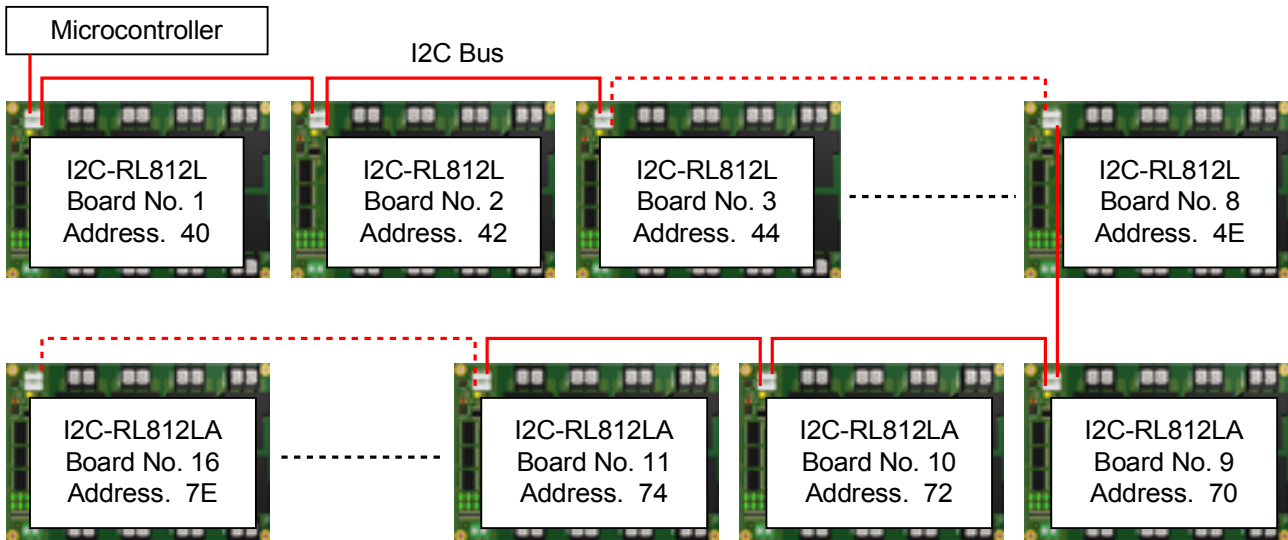 Microcontroller
I2C Bus
I2C-RL812L
Board No. 1
Address.  40
I2C-RL812L
Board No. 2
Address.  42
I2C-RL812L
Board No. 3
Address.  44
I2C-RL812L
Board No. 8
Address.  4E
I2C-RL812LA
Board No. 16
Address.  7E
I2C-RL812LA
Board No. 11
Address.  74
I2C-RL812LA
Board No. 10
Address.  72
I2C-RL812LA
Board No. 9
Address.  70